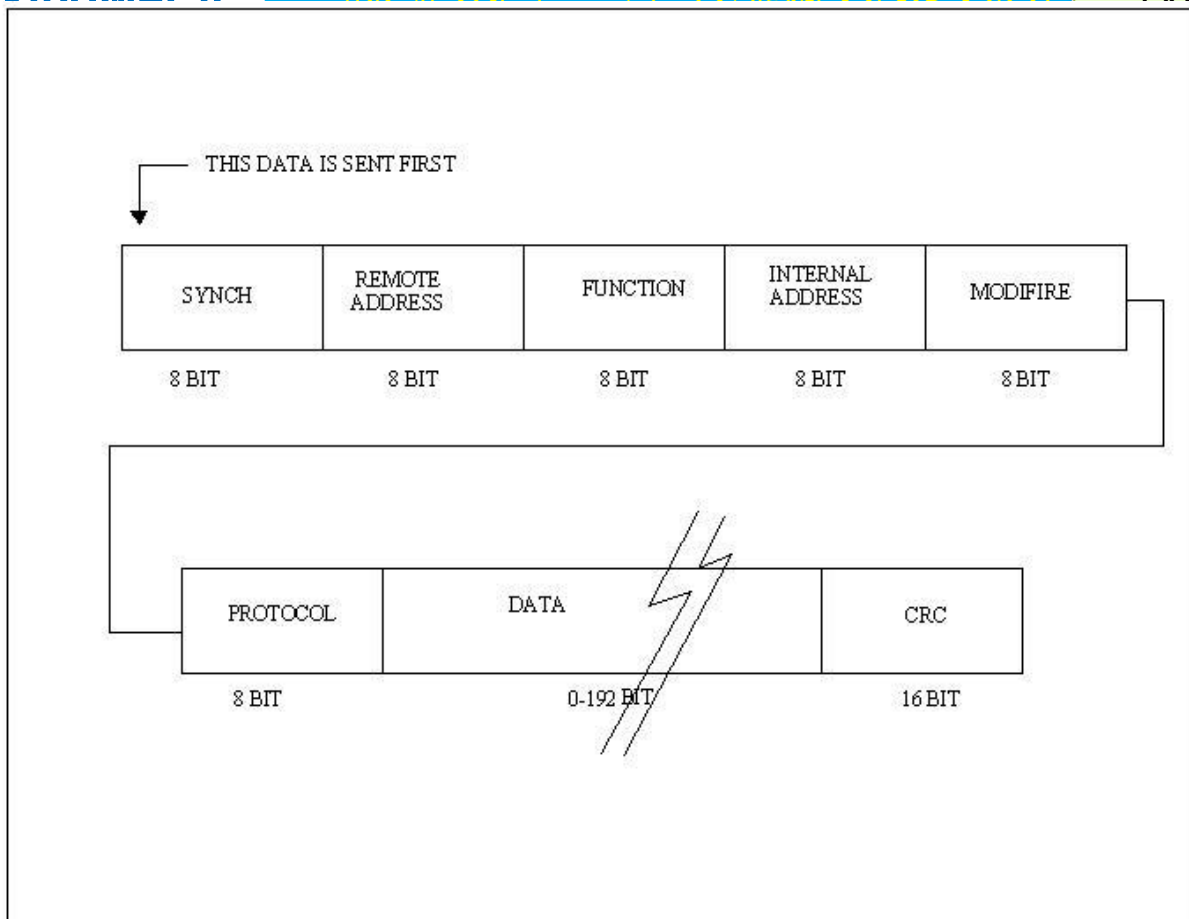 THIS DATA IS SENT FIRST
SYNCH
REMOTE
ADDRESS
FUNCTION
INTERNAL
ADDRESS
MODIFIRE
8 BIT
8 BIT
8 BIT
8 BIT
8 BIT
PROTOCOL
DATA
CRC
8 BIT
0-192 BIT
16 BIT